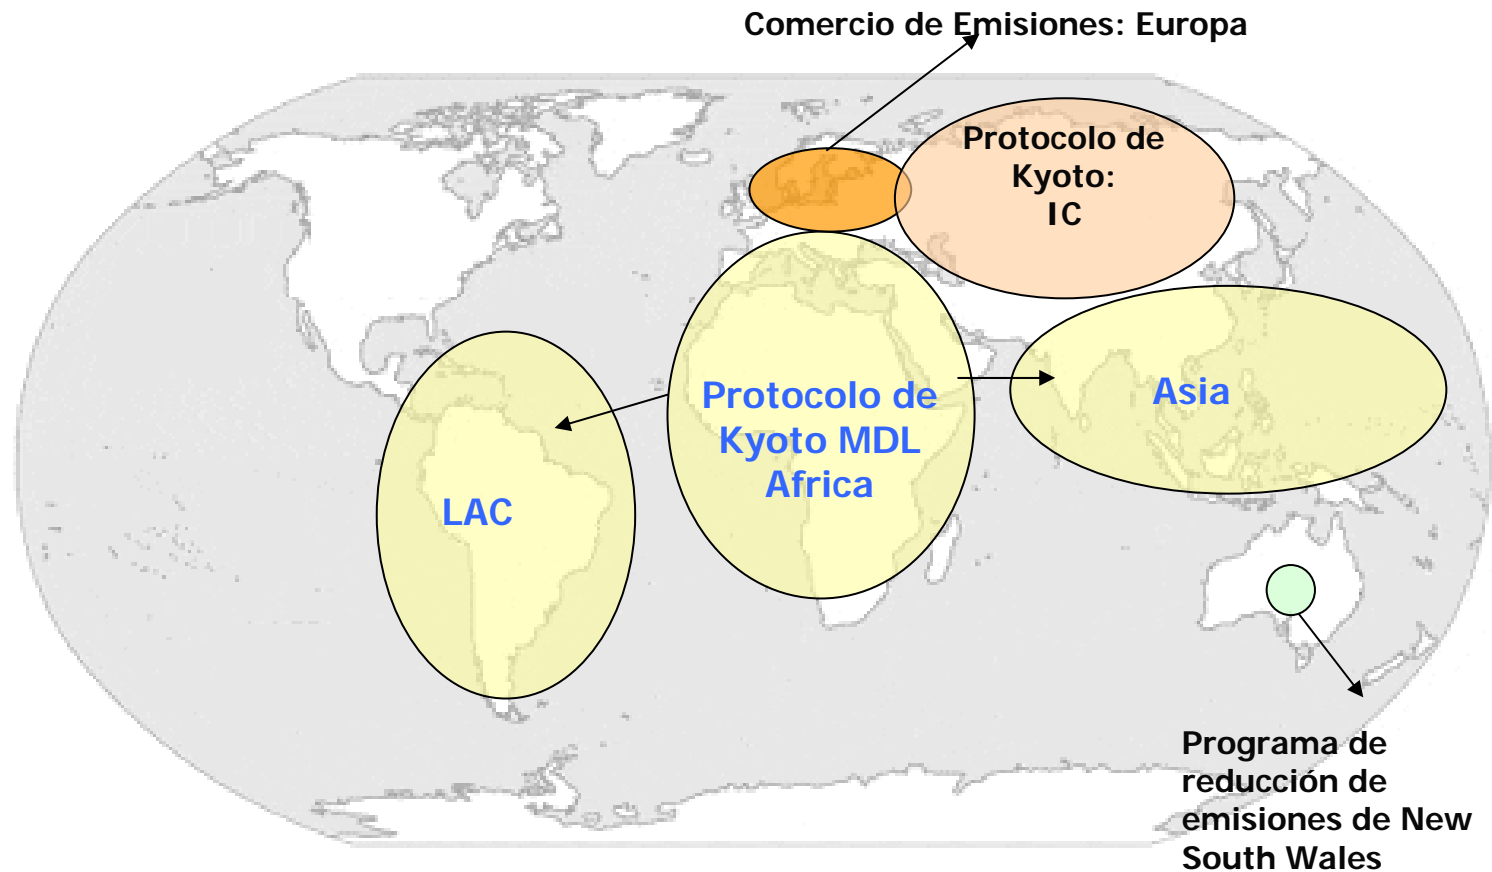 Comercio de Emisiones: Europa
Protocolo de
Kyoto:
IC
Protocolo de
Kyoto MDL
Africa
Asia
LAC
Programa de
reducción de
emisiones de New
South Wales